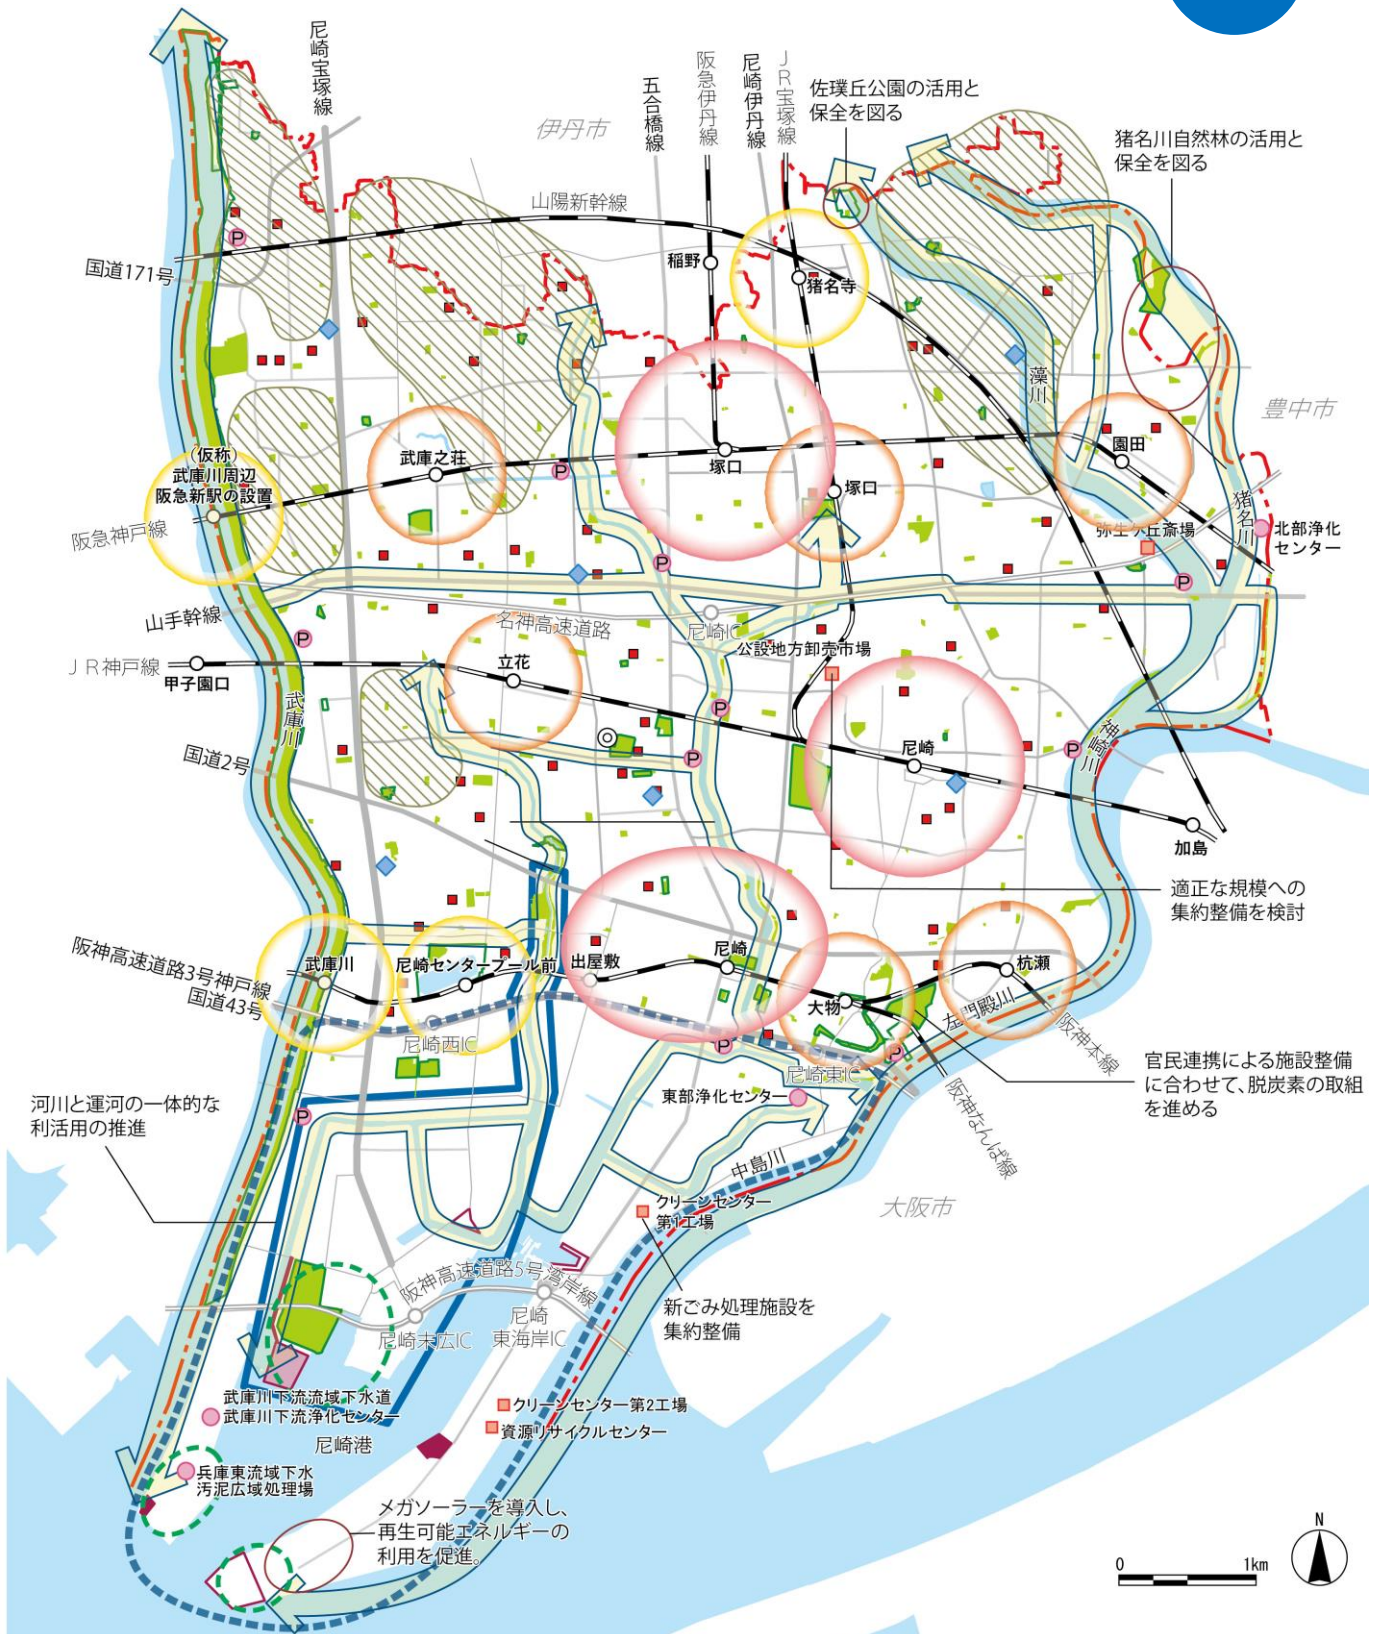 尼崎宝塚線
五合橋線
阪急伊丹線
尼崎伊丹線
ＪＲ宝塚線
佐璞丘公園の活用と
保全を図る
伊丹市
猪名川自然林の活用と
保全を図る
山陽新幹線
P
国道171号
稲野
猪名寺
藻川
豊中市
（仮称）
武庫川周辺
阪急新駅の設置
武庫之荘
塚口
塚口
園田
P
阪急神戸線
猪名川
弥生ケ丘斎場
北部浄化
センター
P
P
山手幹線
名神高速道路
尼崎IC
P
公設地方卸売市場
ＪＲ神戸線
甲子園口
立花
武庫川
P
神崎川
国道2号
P
P
尼崎
加島
適正な規模への
集約整備を検討
阪神高速道路3号神戸線
国道43号
武庫川
尼崎センタープール前
出屋敷
尼崎
大物
杭瀬
左門殿川
阪神本線
尼崎西IC
P
尼崎東IC
P
阪神なんば線
官民連携による施設整備
に合わせて、脱炭素の取組
を進める
東部浄化センター
河川と運河の一体的な
利活用の推進
P
中島川
大阪市
クリーンセンター
第1工場
阪神高速道路5号湾岸線
新ごみ処理施設を
集約整備
尼崎末広IC
尼崎
東海岸IC
武庫川下流流域下水道
武庫川下流浄化センター
クリーンセンター第2工場
資源リサイクルセンター
尼崎港
兵庫東流域下水
汚泥広域処理場
メガソーラーを導入し、
再生可能エネルギーの
利用を促進。
N
0 1km